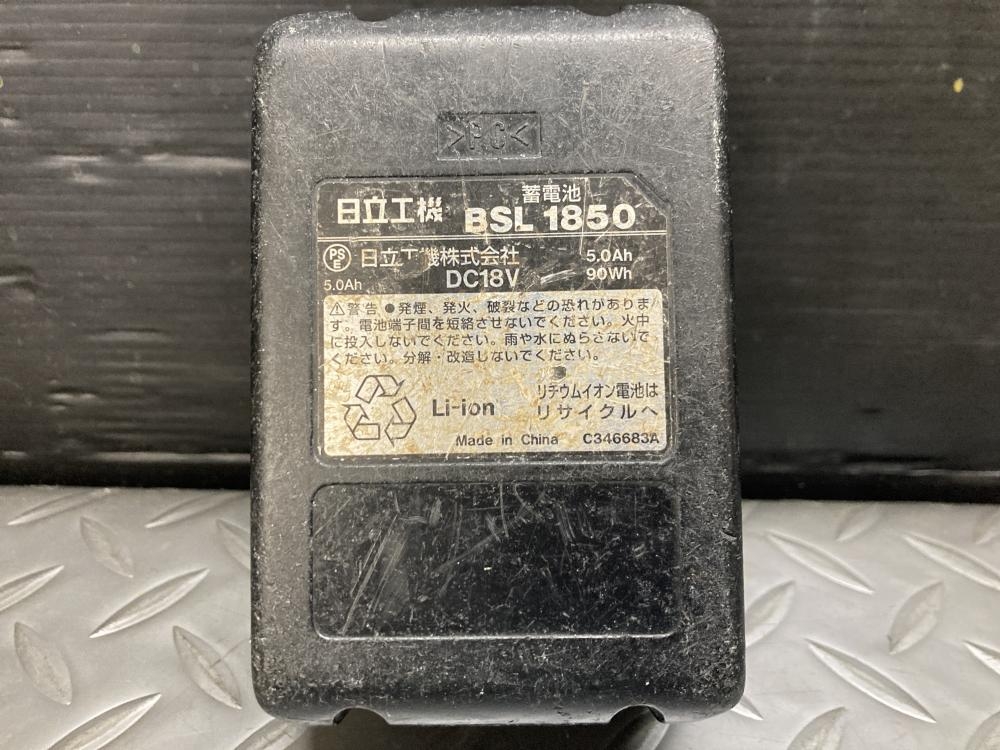 >PC<
日立工機 蓄電池 BSL 1850
PSE 日立工機株式会社 5.0Ah
5.0Ah DC18V 90Wh
⚠警告 ●発煙、発火、破裂などの恐れがありま
す。電池端子間を短絡させないでください。火中
に投入しないでください。雨や水にぬらさないで
ください。分解・改造しないでください。
リチウムイオン電池は
Li-ion リサイクルへ
Made in China C346683A